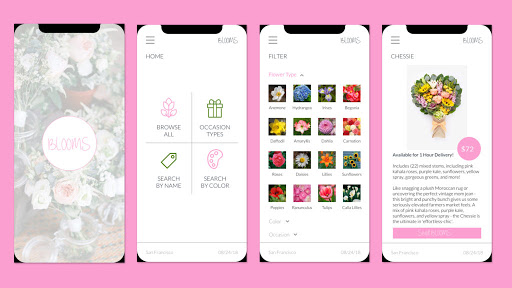 BLOOMS
BLOOMS
HOME
BROWSE
ALL
OCCASION
TYPES
SEARCH
BY NAME
SEARCH
BY COLOR
San Francisco
08/24/18
BLOOMS
FILTER
Flower Type
Anemone
Hydrangea
Irises
Begonia
Daffodil
Amaryllis
Dahlia
Carnation
Roses
Daisies
Lillies
Sunflowers
Poppies
Ranunculus
Tulips
Calla Lilies
Color
Occasion
San Francisco
08/24/18
BLOOMS
CHESSIE
$72
Available for 1 Hour Delivery!
Includes (22) mixed stems, including pink
kahala roses, purple kale, sunflowers, yellow
spray, gorgeous greens, and more!
Like snagging a plush Moroccan rug or
uncovering the perfect vintage mom jean-
this bright and punchy bunch gives us some
seriously elevated farmers market feels. A
mix of pink kahala roses, purple kale,
sunflowers, and yellow spray - the Chessie is
the ultimate in 'effortless chic'.
San Francisco
08/24/18